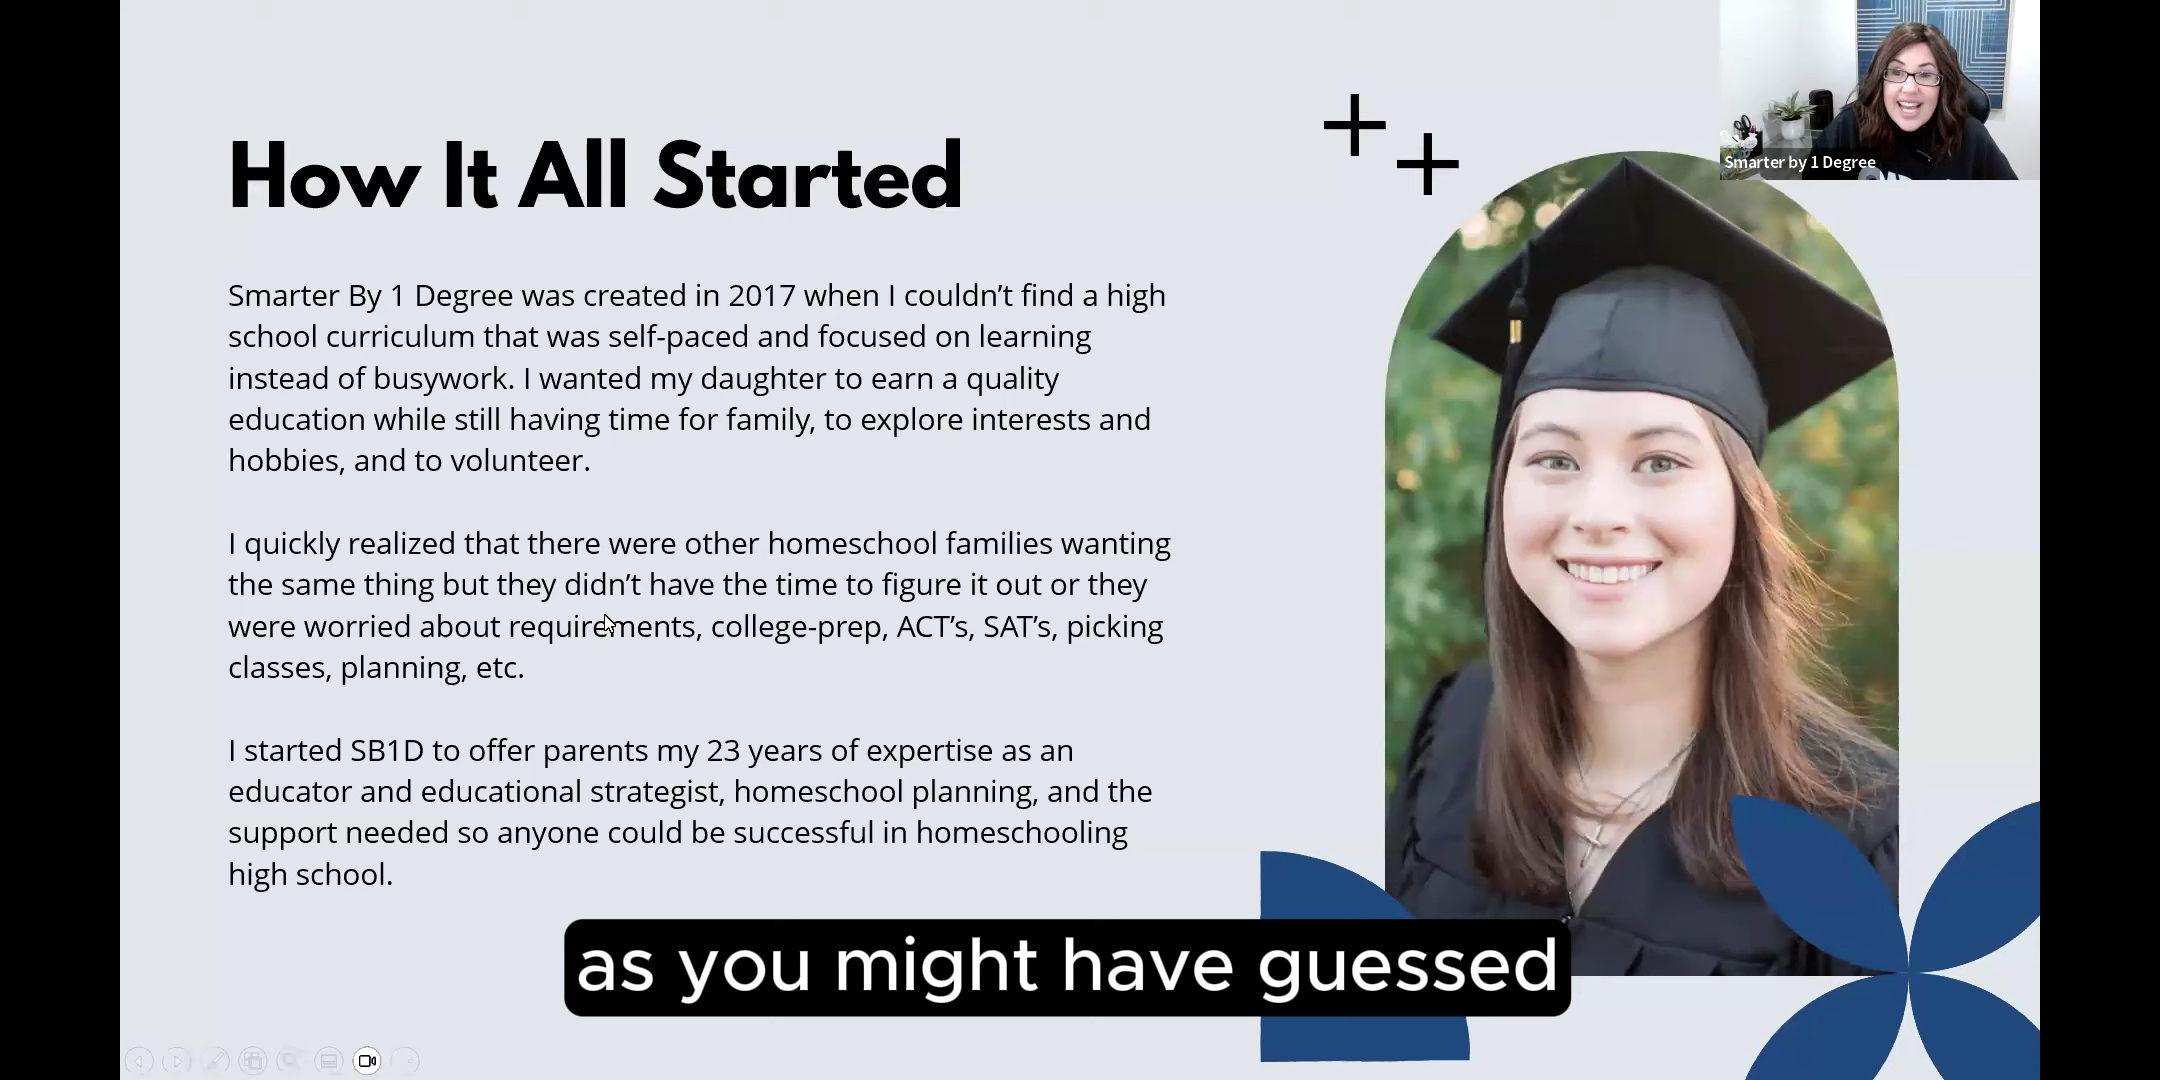 How It All Started
Smarter by 1 Degree
Smarter By 1 Degree was created in 2017 when I couldn’t find a high
school curriculum that was self-paced and focused on learning
instead of busywork. I wanted my daughter to earn a quality
education while still having time for family, to explore interests and
hobbies, and to volunteer.
I quickly realized that there were other homeschool families wanting
the same thing but they didn’t have the time to figure it out or they
were worried about requirements, college-prep, ACT’s, SAT’s, picking
classes, planning, etc.
I started SB1D to offer parents my 23 years of expertise as an
educator and educational strategist, homeschool planning, and the
support needed so anyone could be successful in homeschooling
high school.
as you might have guessed